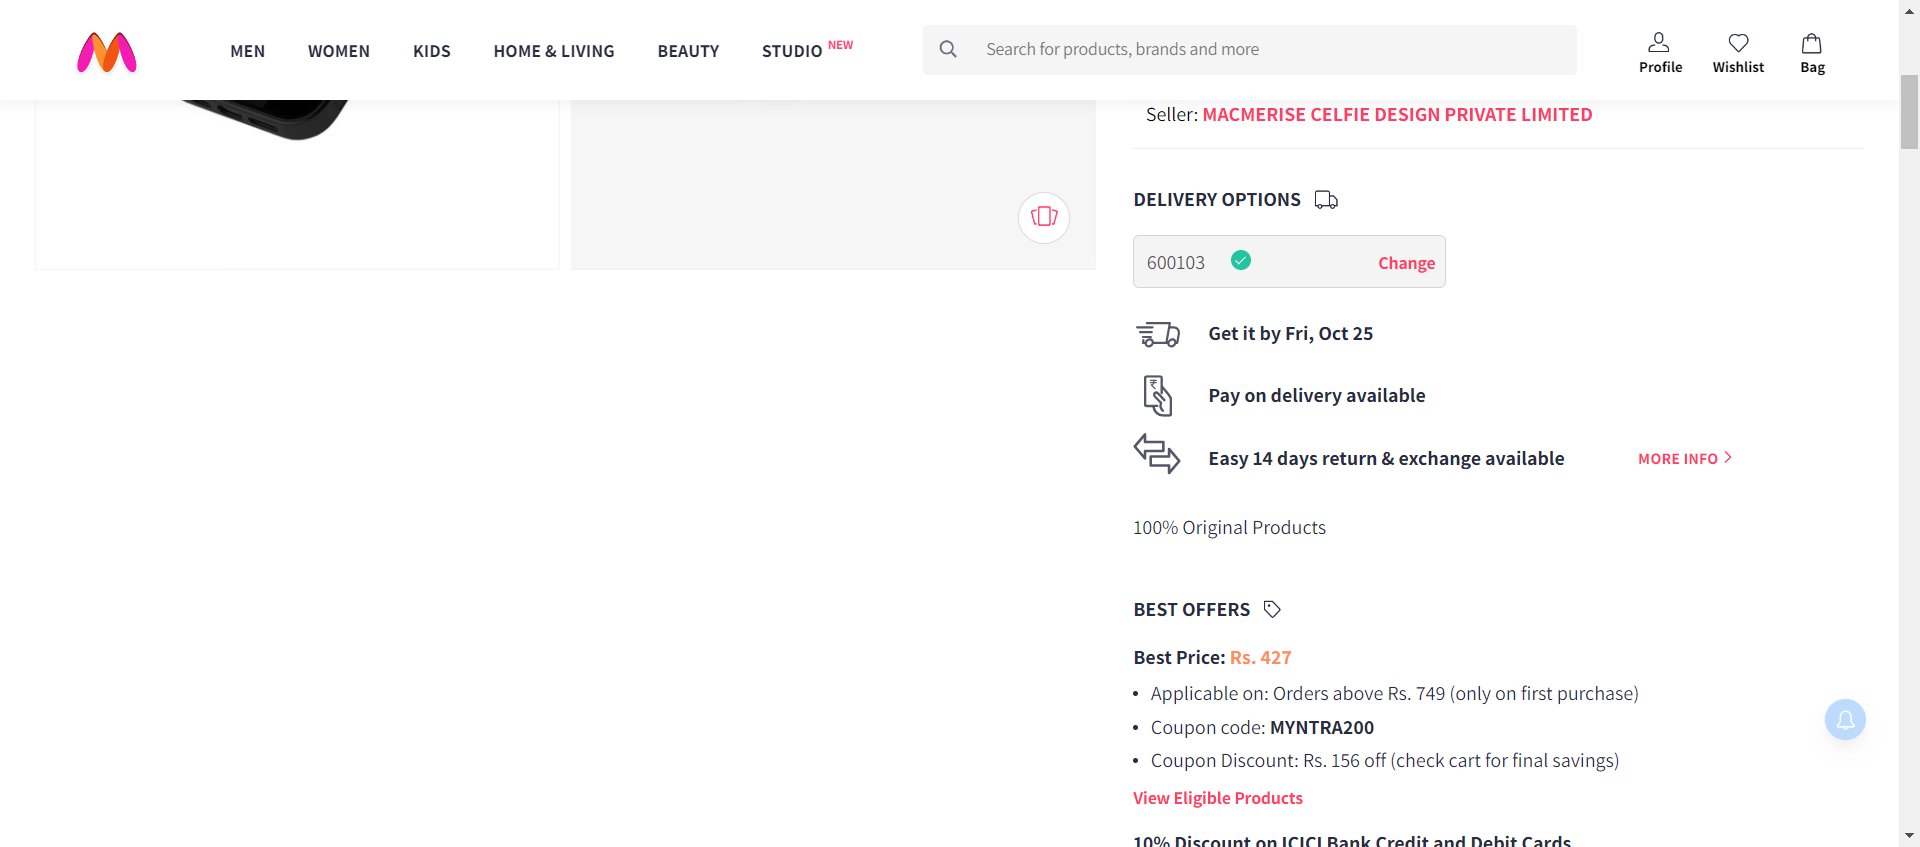 MEN WOMEN KIDS HOME & LIVING BEAUTY STUDIO NEW Search for products, brands and more Profile Wishlist Bag
Seller: MACMERISE CELFIE DESIGN PRIVATE LIMITED
DELIVERY OPTIONS
600103 Change
Get it by Fri, Oct 25
Pay on delivery available
Easy 14 days return & exchange available MORE INFO >
100% Original Products
BEST OFFERS
Best Price: Rs. 427
• Applicable on: Orders above Rs. 749 (only on first purchase)
• Coupon code: MYNTRA200
• Coupon Discount: Rs. 156 off (check cart for final savings)
View Eligible Products
10% Discount on ICICI Bank Credit and Debit Cards